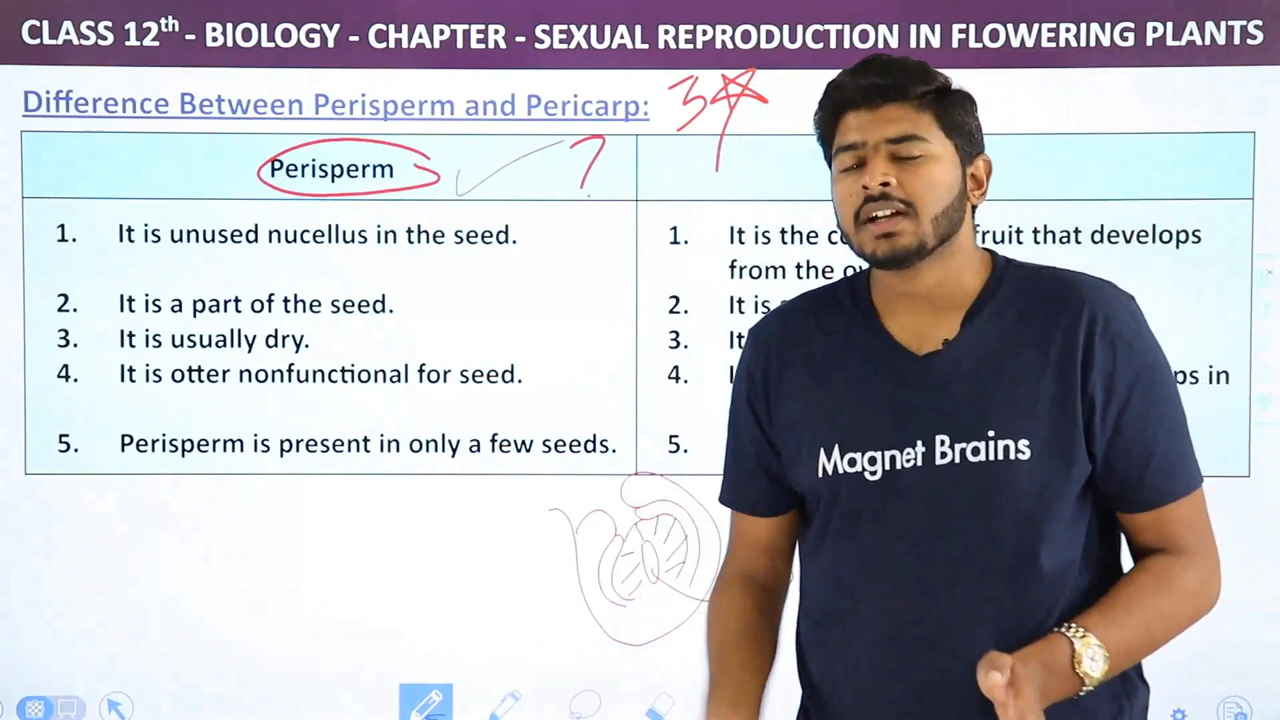 CLASS 12th - BIOLOGY - CHAPTER - SEXUAL REPRODUCTION IN FLOWERING PLANTS
Difference Between Perisperm and Pericarp:
3
Perisperm
?
1. It is unused nucellus in the seed.
2. It is a part of the seed.
3. It is usually dry.
4. It is otter nonfunctional for seed.
5. Perisperm is present in only a few seeds.
1. It is the fruit that develops
from the
2. It is
3. It
4.
in
5.
Magnet Brains